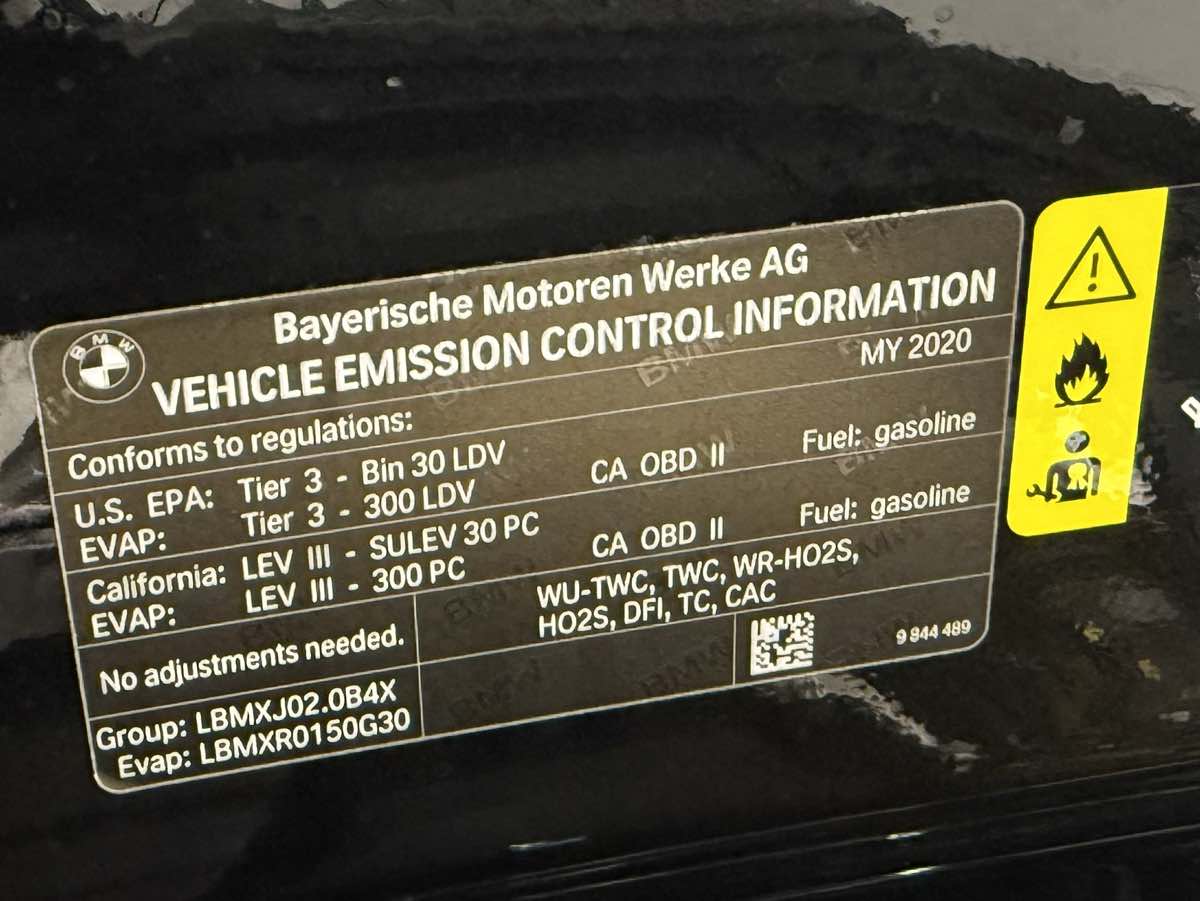 BMW
Bayerische Motoren Werke AG
VEHICLE EMISSION CONTROL INFORMATION
Conforms to regulations: MY 2020
U.S. EPA: Tier 3 - Bin 30 LDV CA OBD II Fuel: gasoline
EVAP: Tier 3 - 300 LDV
California: LEV III - SULEV 30 PC CA OBD II Fuel: gasoline
EVAP: LEV III - 300 PC
No adjustments needed. WU-TWC, TWC, WR-HO2S,
HO2S, DFI, TC, CAC
Group: LBMXJ02.0B4X
Evap: LBMXR0150G30
9 844 489